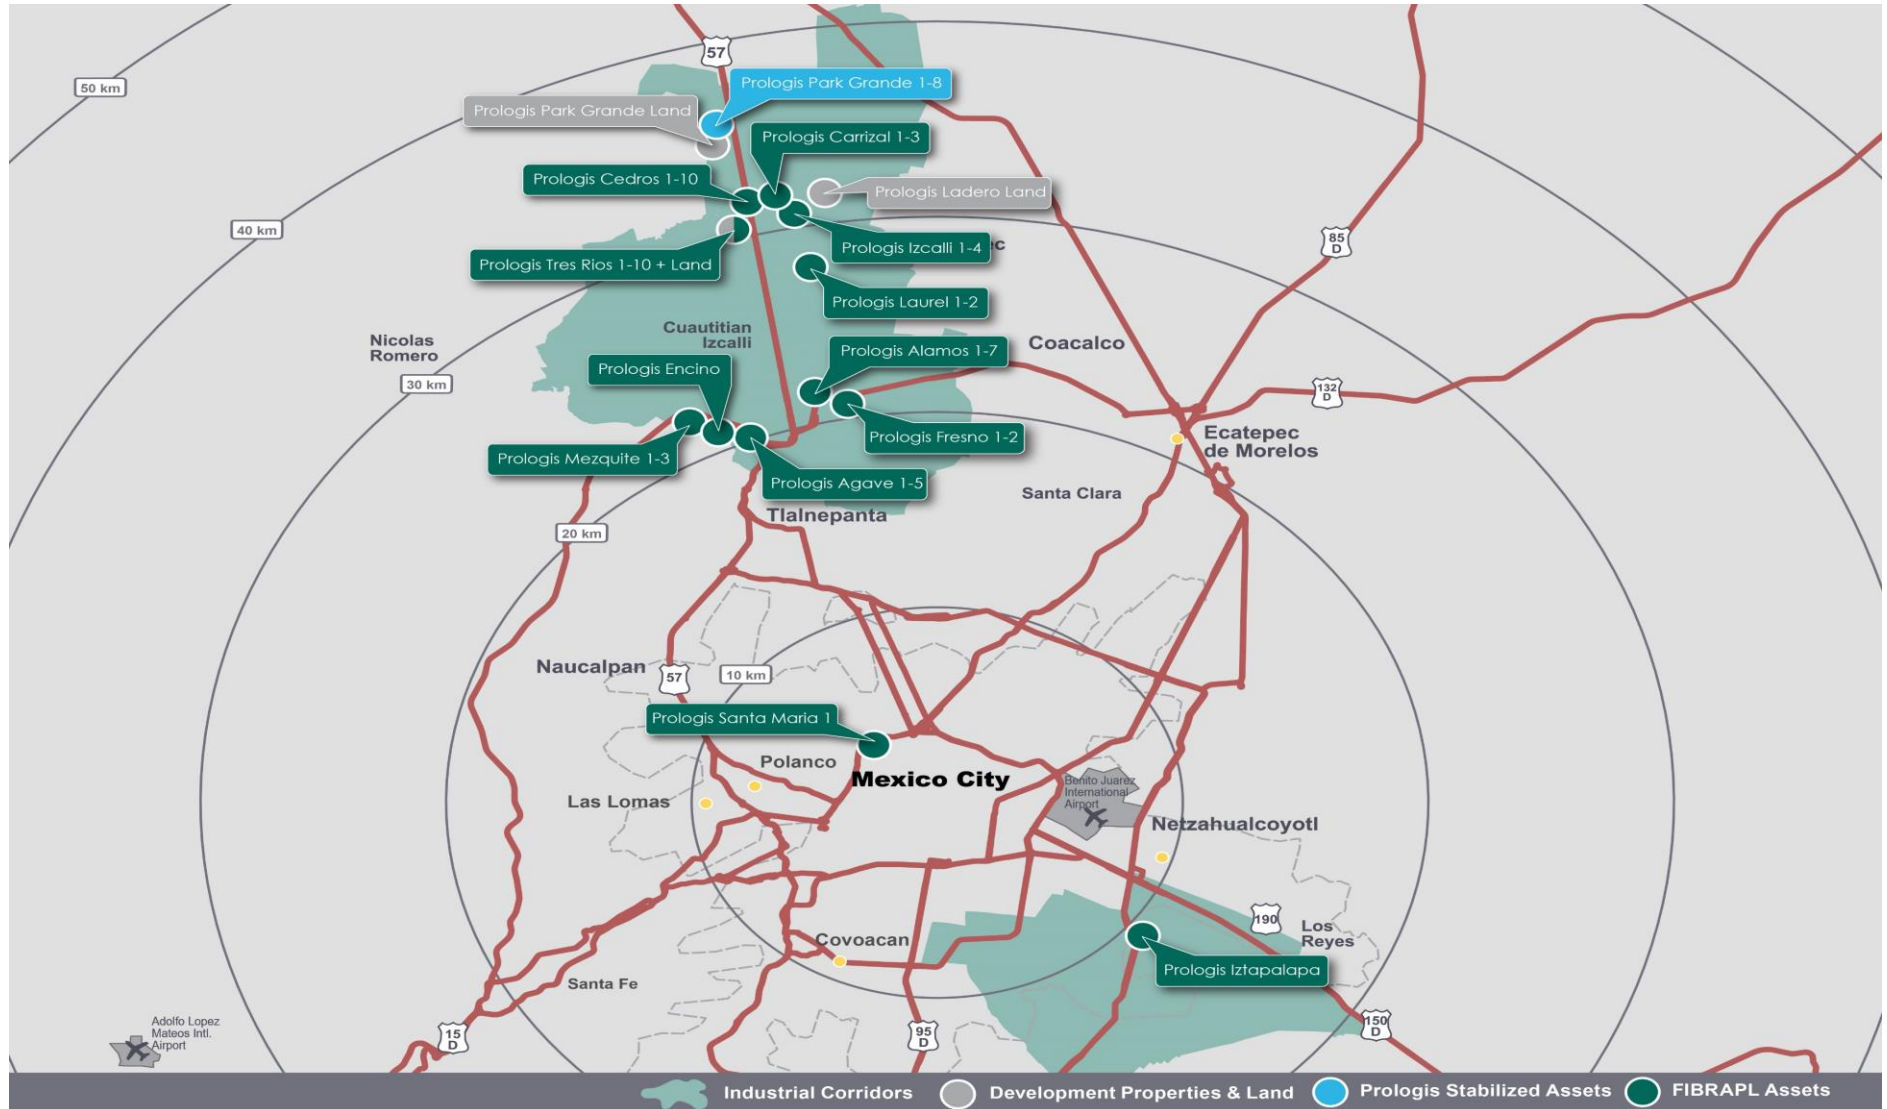 57
50 km
Prologis Park Grande 1-8
Prologis Park Grande Land
Prologis Carrizal 1-3
Prologis Cedros 1-10
Prologis Ladero Land
40 km
85
D
Prologis Izcalli 1-4
ec
Prologis Tres Rios 1-10 + Land
Prologis Laurel 1-2
Cuautitian
Izcalli
Nicolas
Romero
Coacalco
Prologis Alamos 1-7
Prologis Encino
30 km
132
D
Prologis Fresno 1-2
Ecatepec
de Morelos
Prologis Mezquite 1-3
Prologis Agave 1-5
Santa Clara
Tlalnepanta
20 km
Naucalpan
57
10 km
Prologis Santa Maria 1
Polanco
Mexico City
Las Lomas
Benito Juarez
International
Airport
Netzahualcoyotl
190
Los
Reyes
Covoacan
Prologis Iztapalapa
Santa Fe
Adolfo Lopez
Mateos Intl.
Airport
15
D
95
D
150
D
Industrial Corridors
Development Properties & Land
Prologis Stabilized Assets
FIBRAPL Assets